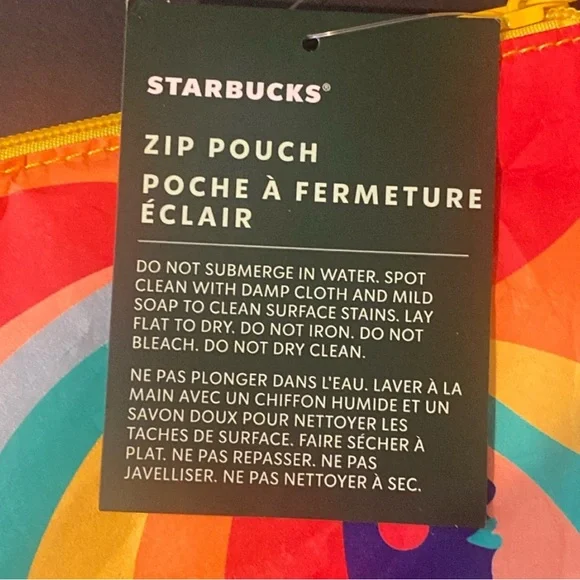 STARBUCKS®
ZIP POUCH
POCHE À FERMETURE
ÉCLAIR
DO NOT SUBMERGE IN WATER. SPOT
CLEAN WITH DAMP CLOTH AND MILD
SOAP TO CLEAN SURFACE STAINS. LAY
FLAT TO DRY. DO NOT IRON. DO NOT
BLEACH. DO NOT DRY CLEAN.
NE PAS PLONGER DANS L'EAU. LAVER À LA
MAIN AVEC UN CHIFFON HUMIDE ET UN
SAVON DOUX POUR NETTOYER LES
TACHES DE SURFACE. FAIRE SÉCHER À
PLAT. NE PAS REPASSER. NE PAS
JAVELLISER. NE PAS NETTOYER À SEC.